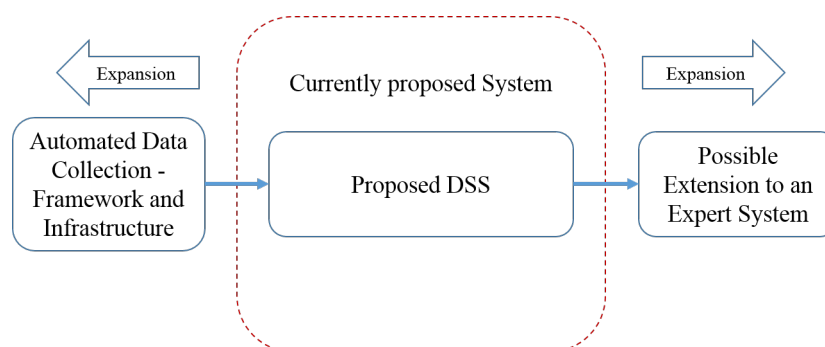 Expansion
Expansion
Currently proposed System
Automated Data
Collection -
Framework and
Infrastructure
Proposed DSS
Possible
Extension to an
Expert System